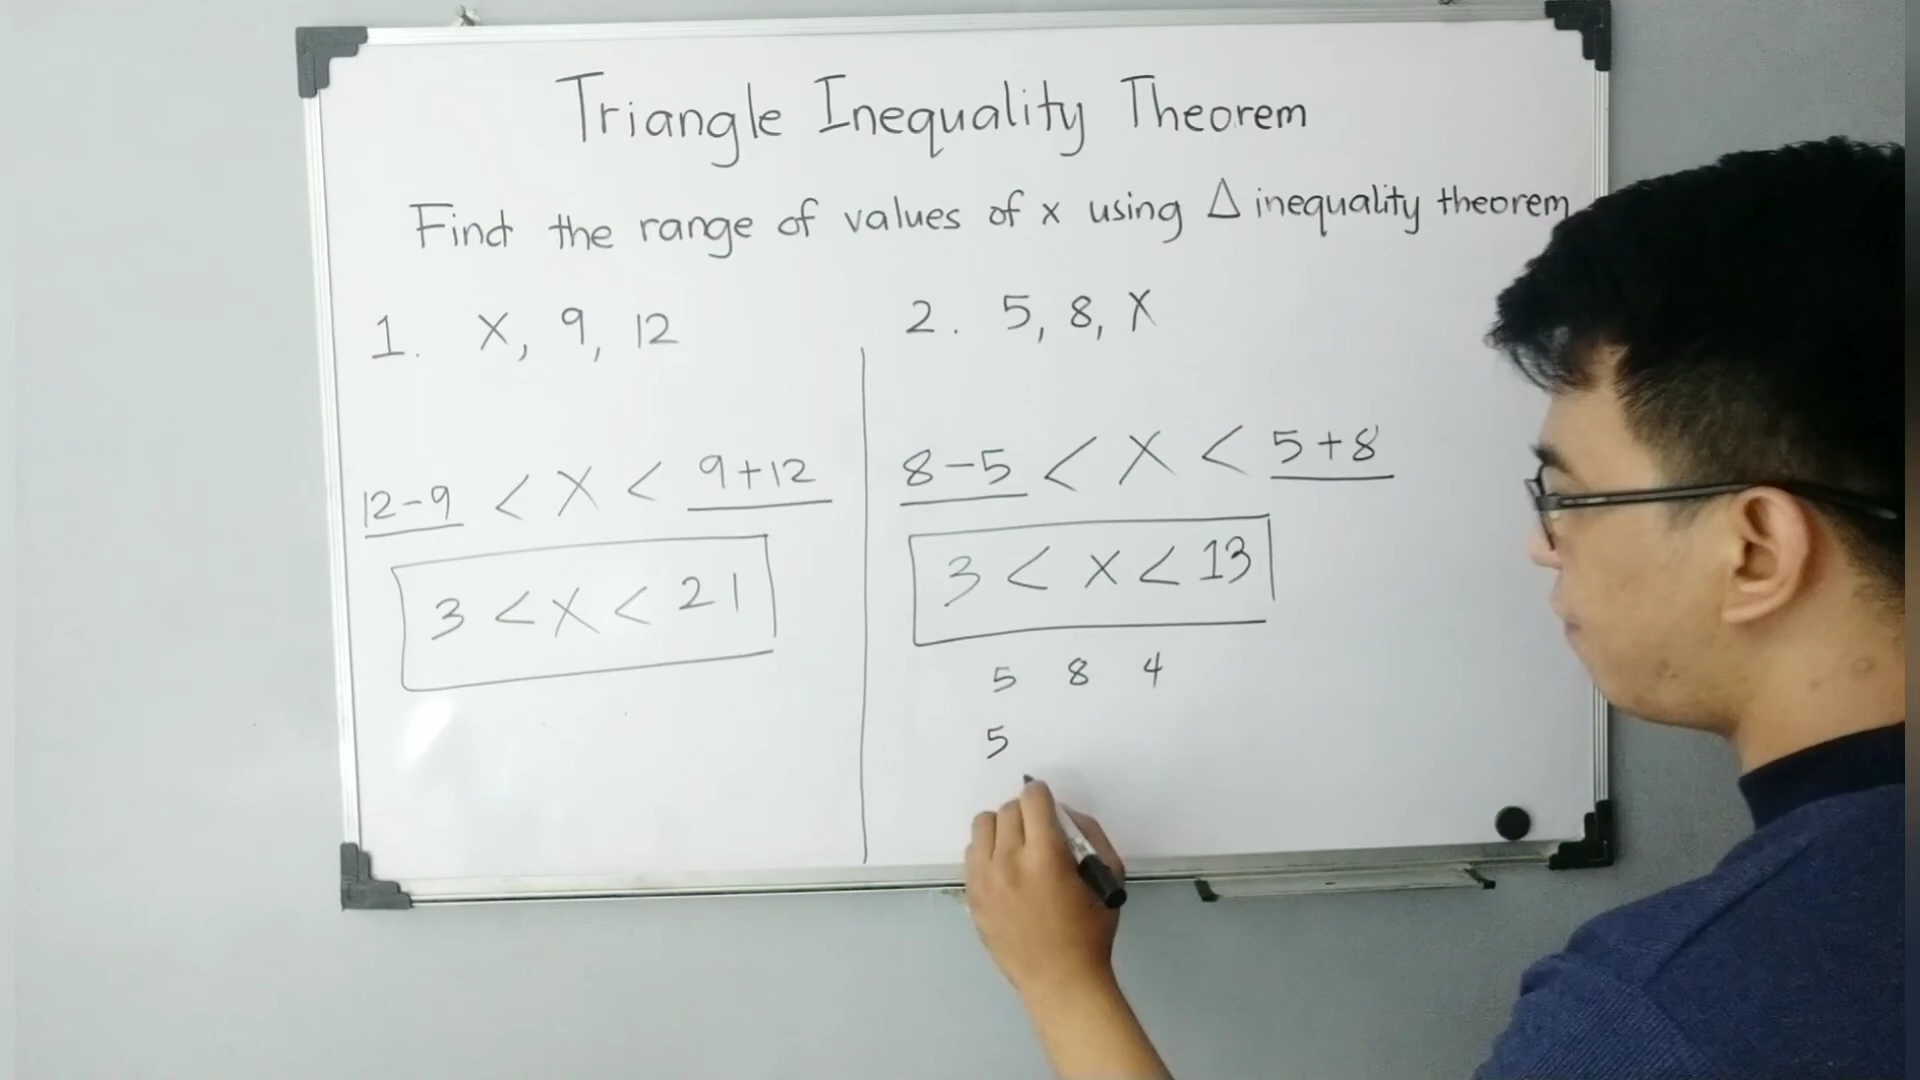 Triangle Inequality Theorem
Find the range of values of x using Δ inequality theorem
1. X, 9, 12
12-9 < X < 9+12
3 < X < 21
2. 5, 8, X
8-5 < X < 5+8
3 < X < 13
5 8 4
5